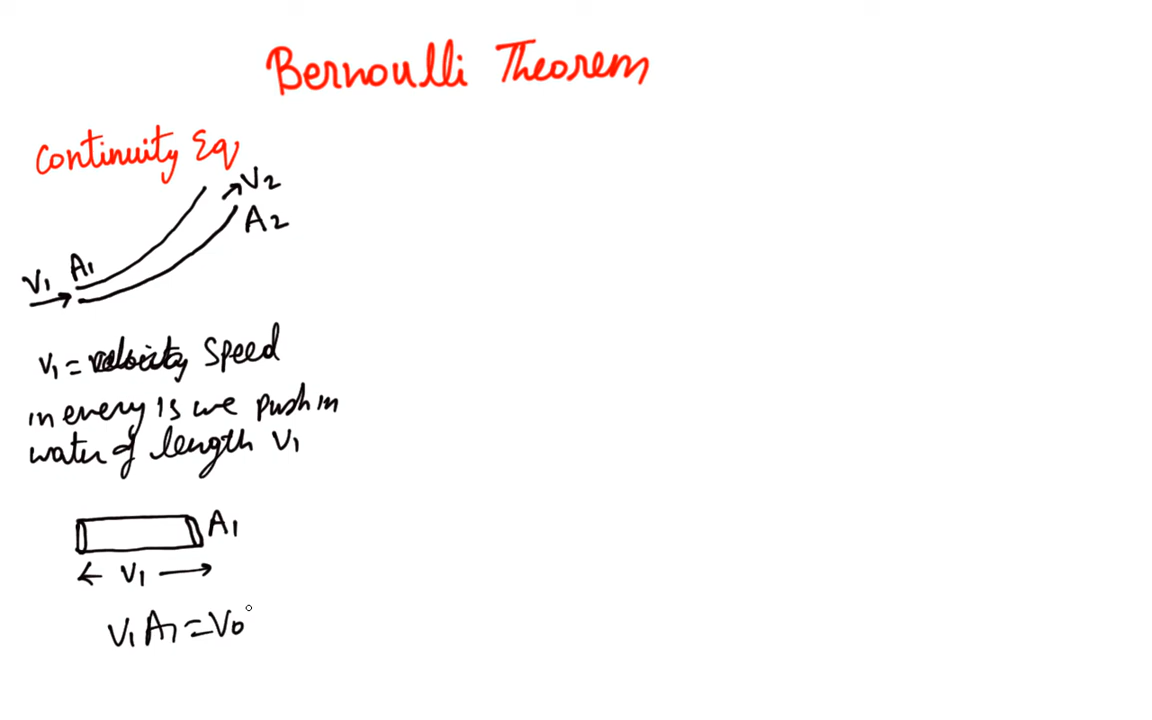 Bernoulli Theorem
Continuity Eq
V2
A2
V1 A1
V1 = velocity speed
in every 1s we push in
water of length V1
A1
← V1 →
V1 A1 = Vo